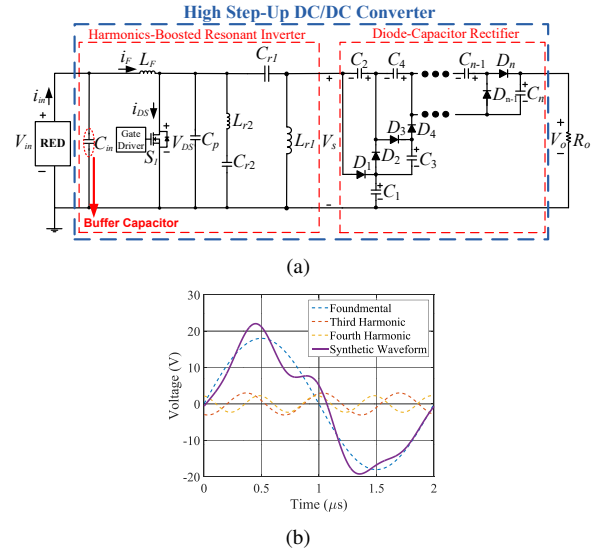 High Step-Up DC/DC Converter
Harmonics-Boosted Resonant Inverter
Diode-Capacitor Rectifier
i_in
V_in
RED
C_in
L_F
i_F
i_DS
Gate
Driver
S_1
V_DS
C_p
L_r2
C_r2
C_r1
L_r1
V_s
C_2
C_4
C_n-1
D_n
D_n-1
C_n
D_3
D_4
D_1
D_2
C_3
C_1
V_o
R_o
Buffer Capacitor
(a)
30
20
10
0
-10
-20
Voltage (V)
Foundmental
Third Harmonic
Fourth Harmonic
Synthetic Waveform
0
0.5
1
1.5
2
Time (μs)
(b)